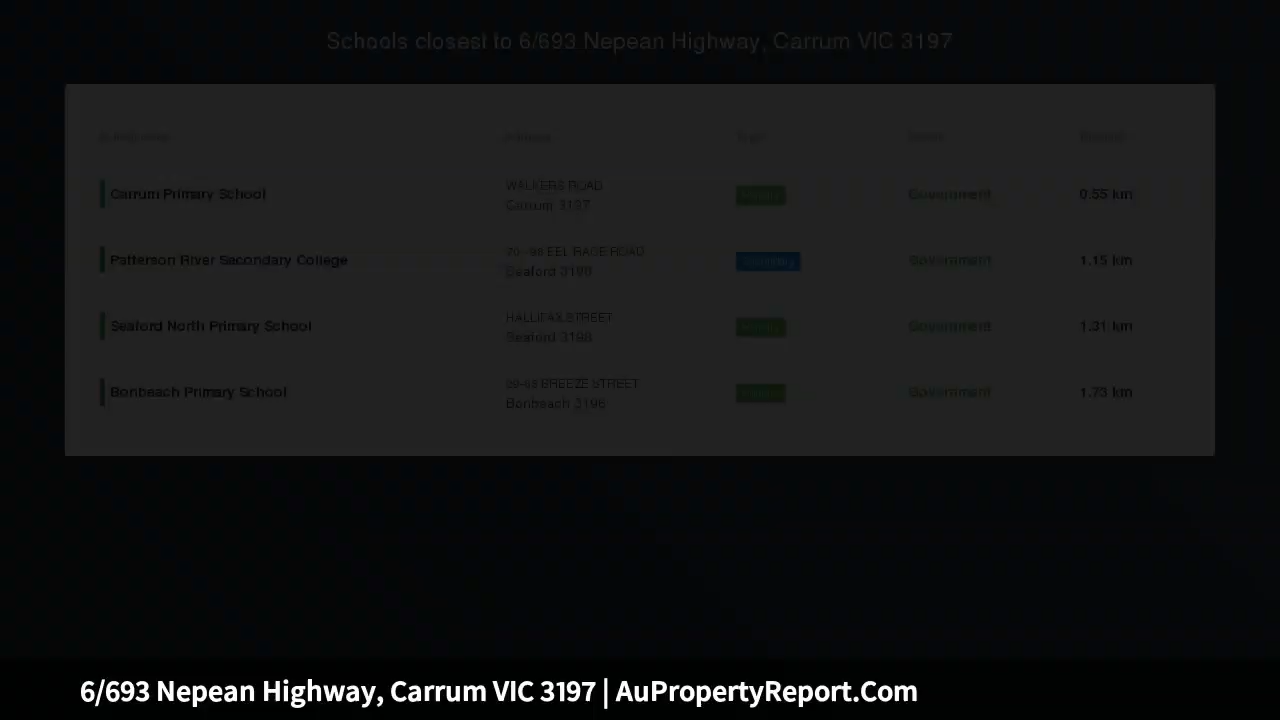 Schools closest to 6/693 Nepean Highway, Carrum VIC 3197
Carrum Primary School
WALKERS ROAD
Carrum 3197
Government
0.55 km
Patterson River Secondary College
70-98 EEL RACE ROAD
Seaford 3198
Secondary
Government
1.15 km
Seaford North Primary School
HALLIFAX STREET
Seaford 3198
Government
1.31 km
Bonbeach Primary School
BREEZE STREET
Bonbeach 3196
Government
1.73 km
6/693 Nepean Highway, Carrum VIC 3197 | AuPropertyReport.Com